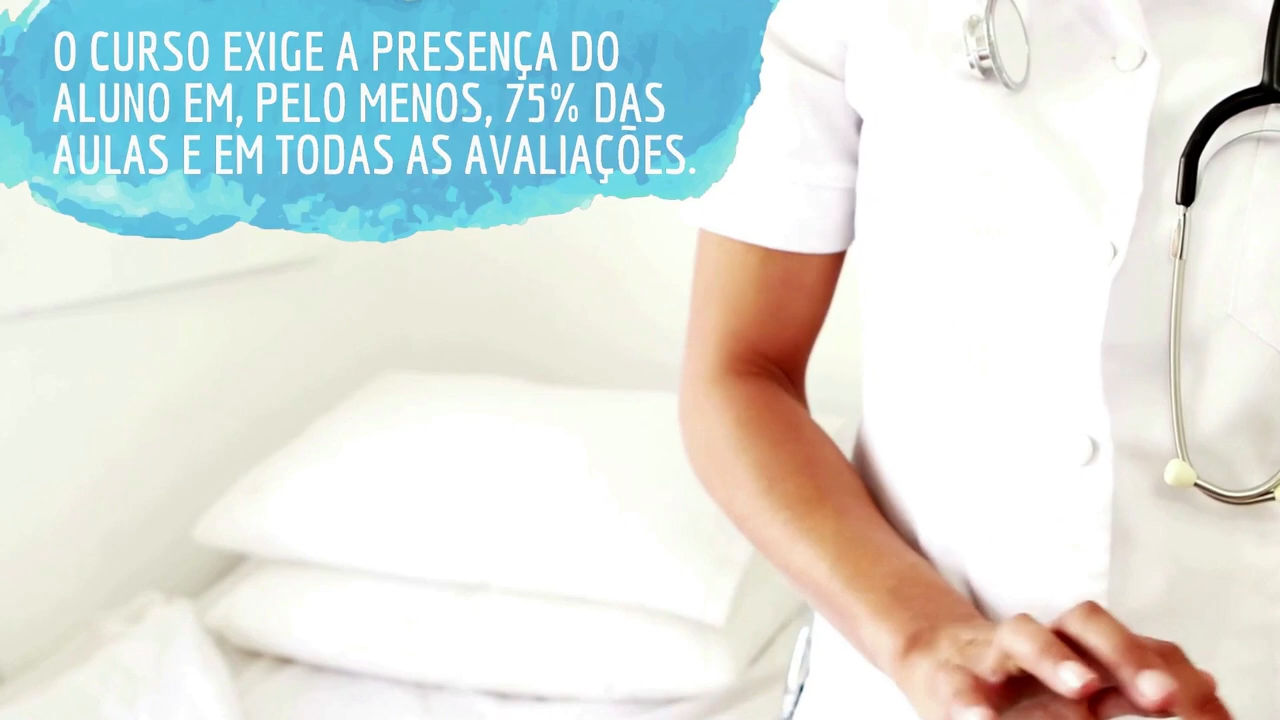 O CURSO EXIGE A PRESENÇA DO
ALUNO EM, PELO MENOS, 75% DAS
AULAS E EM TODAS AS AVALIAÇÕES.